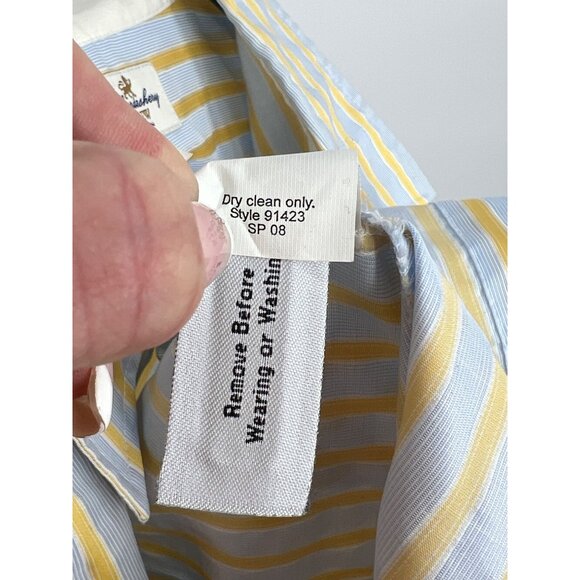 Dry clean only.
Style 91423
SP 08
Remove Before
Wearing or Washin